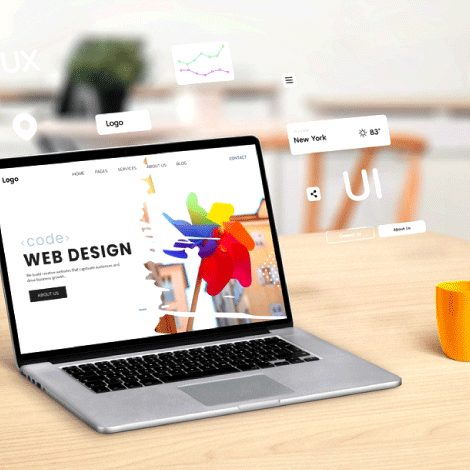 UX
Logo
New York
83°
UI
About Us
Logo
HOME
PAGES
SERVICES
ABOUT US
BLOG
CONTACT
<code>
WEB DESIGN
We build creative websites that captivate audiences and
drive business growth...
ABOUT US